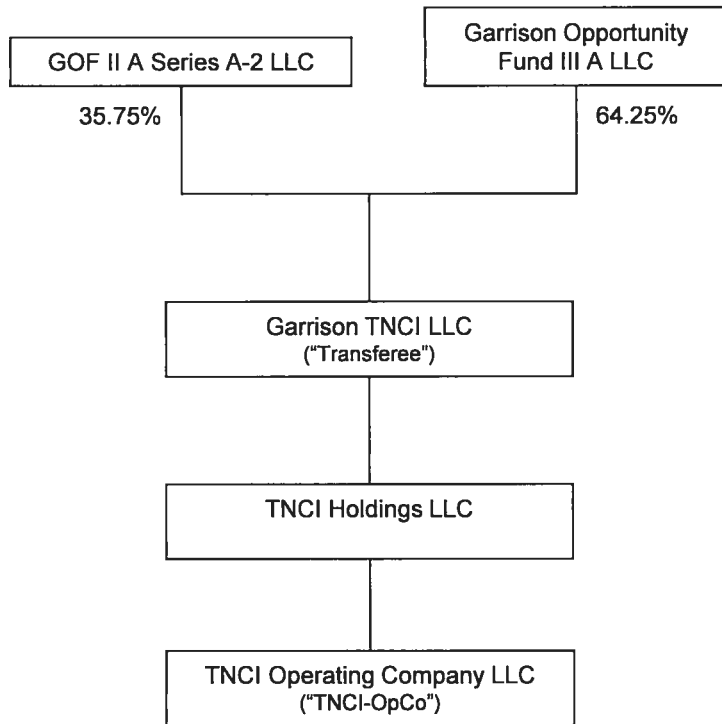 GOF II A Series A-2 LLC
Garrison Opportunity
Fund III A LLC
35.75%
64.25%
Garrison TNCI LLC
("Transferee")
TNCI Holdings LLC
TNCI Operating Company LLC
("TNCI-OpCo")